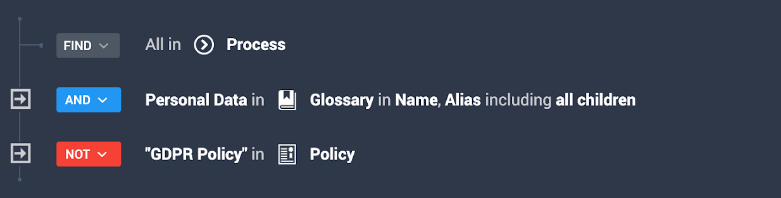 FIND All in Process
AND Personal Data in Glossary in Name, Alias including all children
NOT "GDPR Policy" in Policy